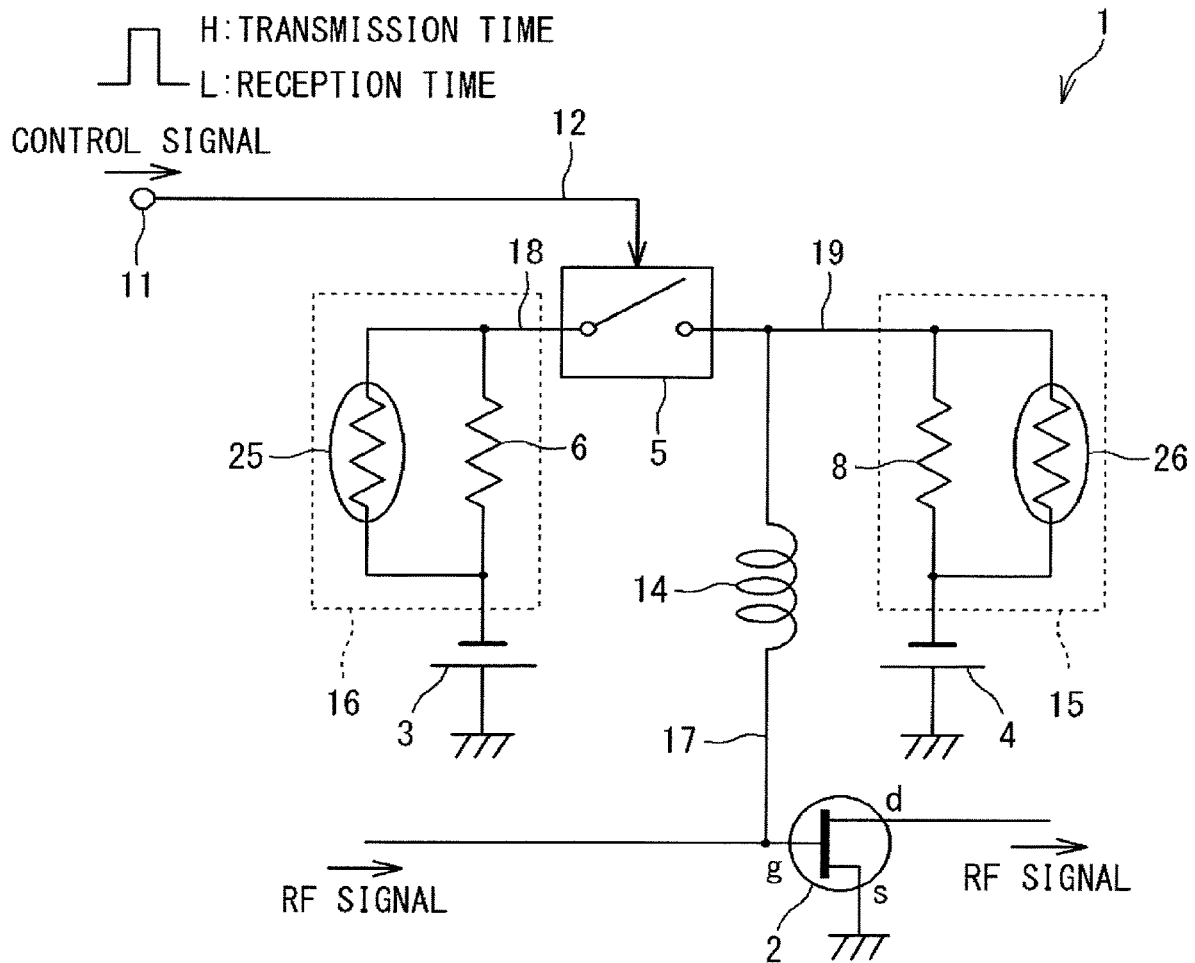 H:TRANSMISSION TIME
1
L:RECEPTION TIME
CONTROL SIGNAL
12
11
18
19
25
6
5
8
26
14
16
3
17
4
15
d
g
s
RF SIGNAL
RF SIGNAL
2